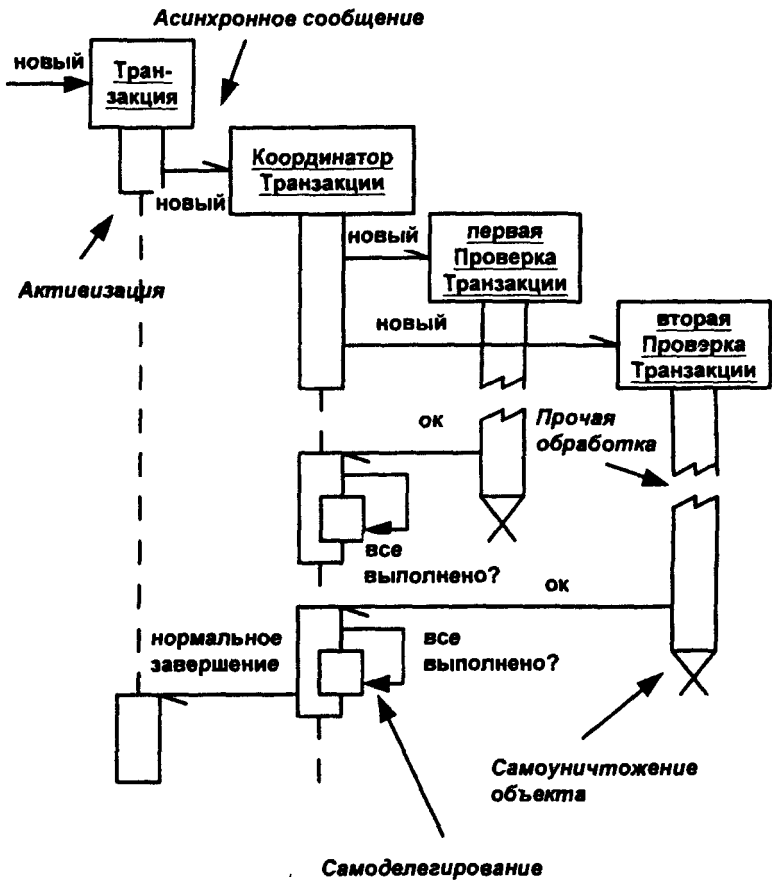 Асинхронное сообщение
новый
Тран-
закция
Координатор
Транзакции
новый
Активизация
новый
первая
Проверка
Транзакции
новый
вторая
Проверка
Транзакции
ок
Прочая
обработка
все
выполнено?
ок
нормальное
завершение
все
выполнено?
Самоуничтожение
объекта
Самоделегирование